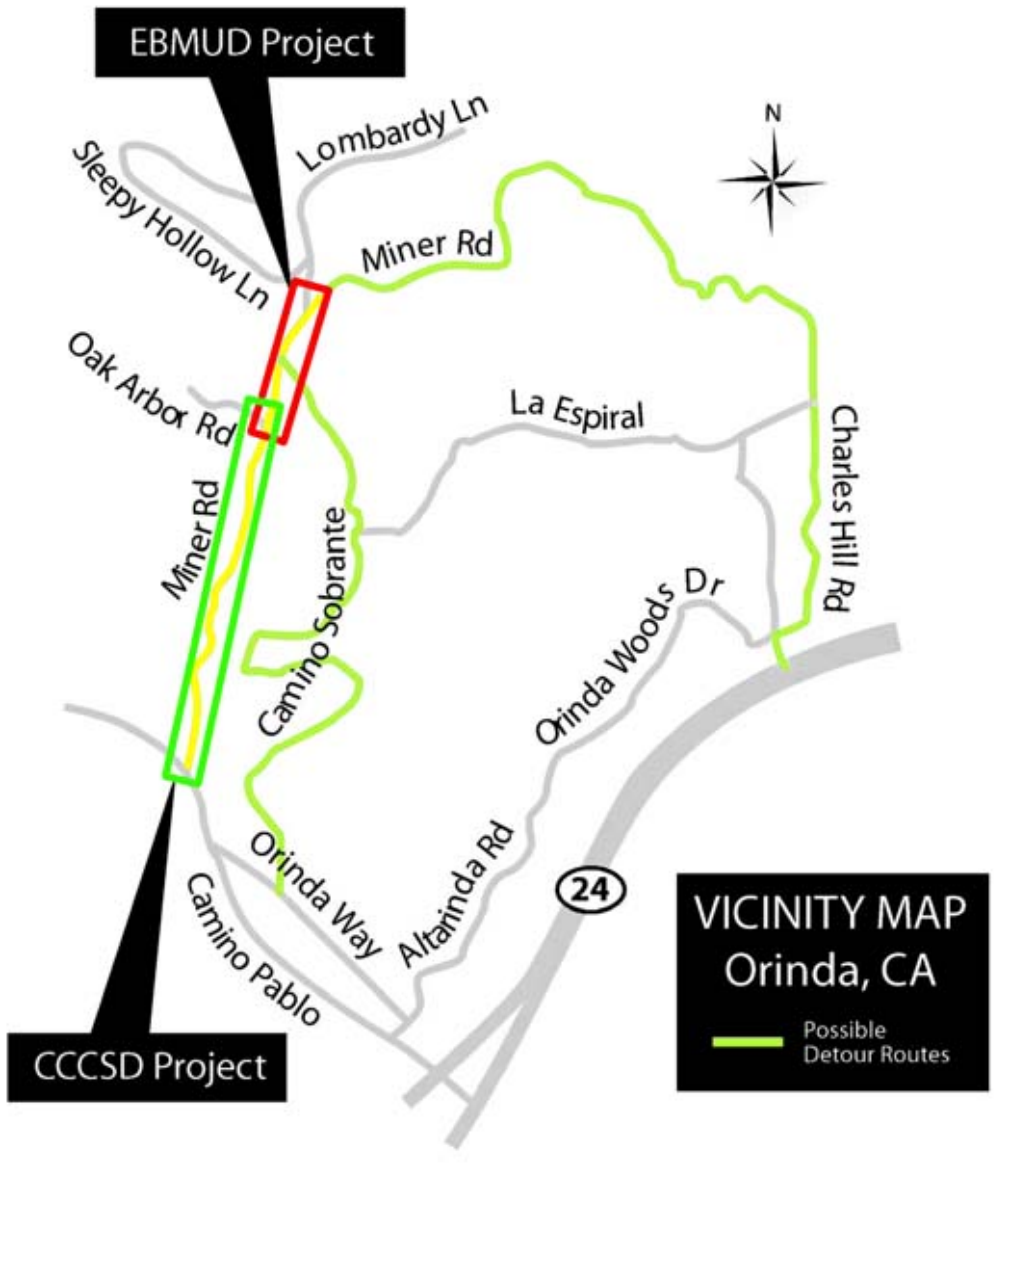 EBMUD Project
Lombardy Ln
N
Sleepy Hollow Ln
Miner Rd
Oak Arbor Rd
La Espiral
Charles Hill Rd
Miner Rd
Camino Sobrante
Orinda Woods Dr
Orinda Way
Altarinda Rd
24
Camino Pablo
VICINITY MAP
Orinda, CA
Possible
Detour Routes
CCCSD Project